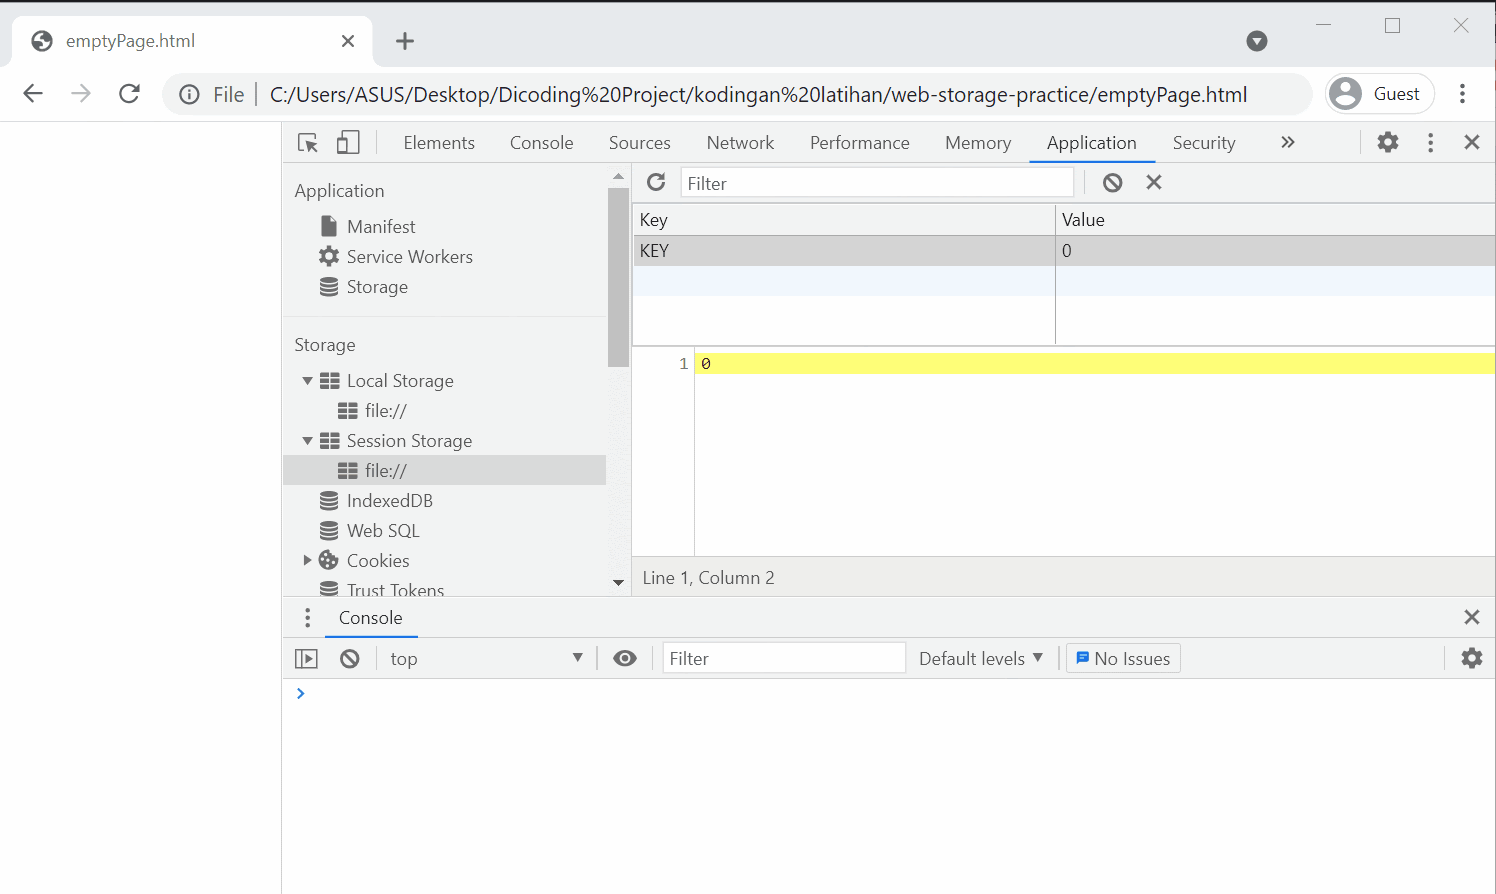 emptyPage.html
File C:/Users/ASUS/Desktop/Dicoding%20Project/kodingan%20latihan/web-storage-practice/emptyPage.html Guest
Elements Console Sources Network Performance Memory Application Security
Application
Manifest
Service Workers
Storage
Storage
Local Storage
file://
Session Storage
file://
IndexedDB
Web SQL
Cookies
Trust Tokens
Filter
Key Value
KEY 0
1 0
Line 1, Column 2
Console
top Filter Default levels No Issues